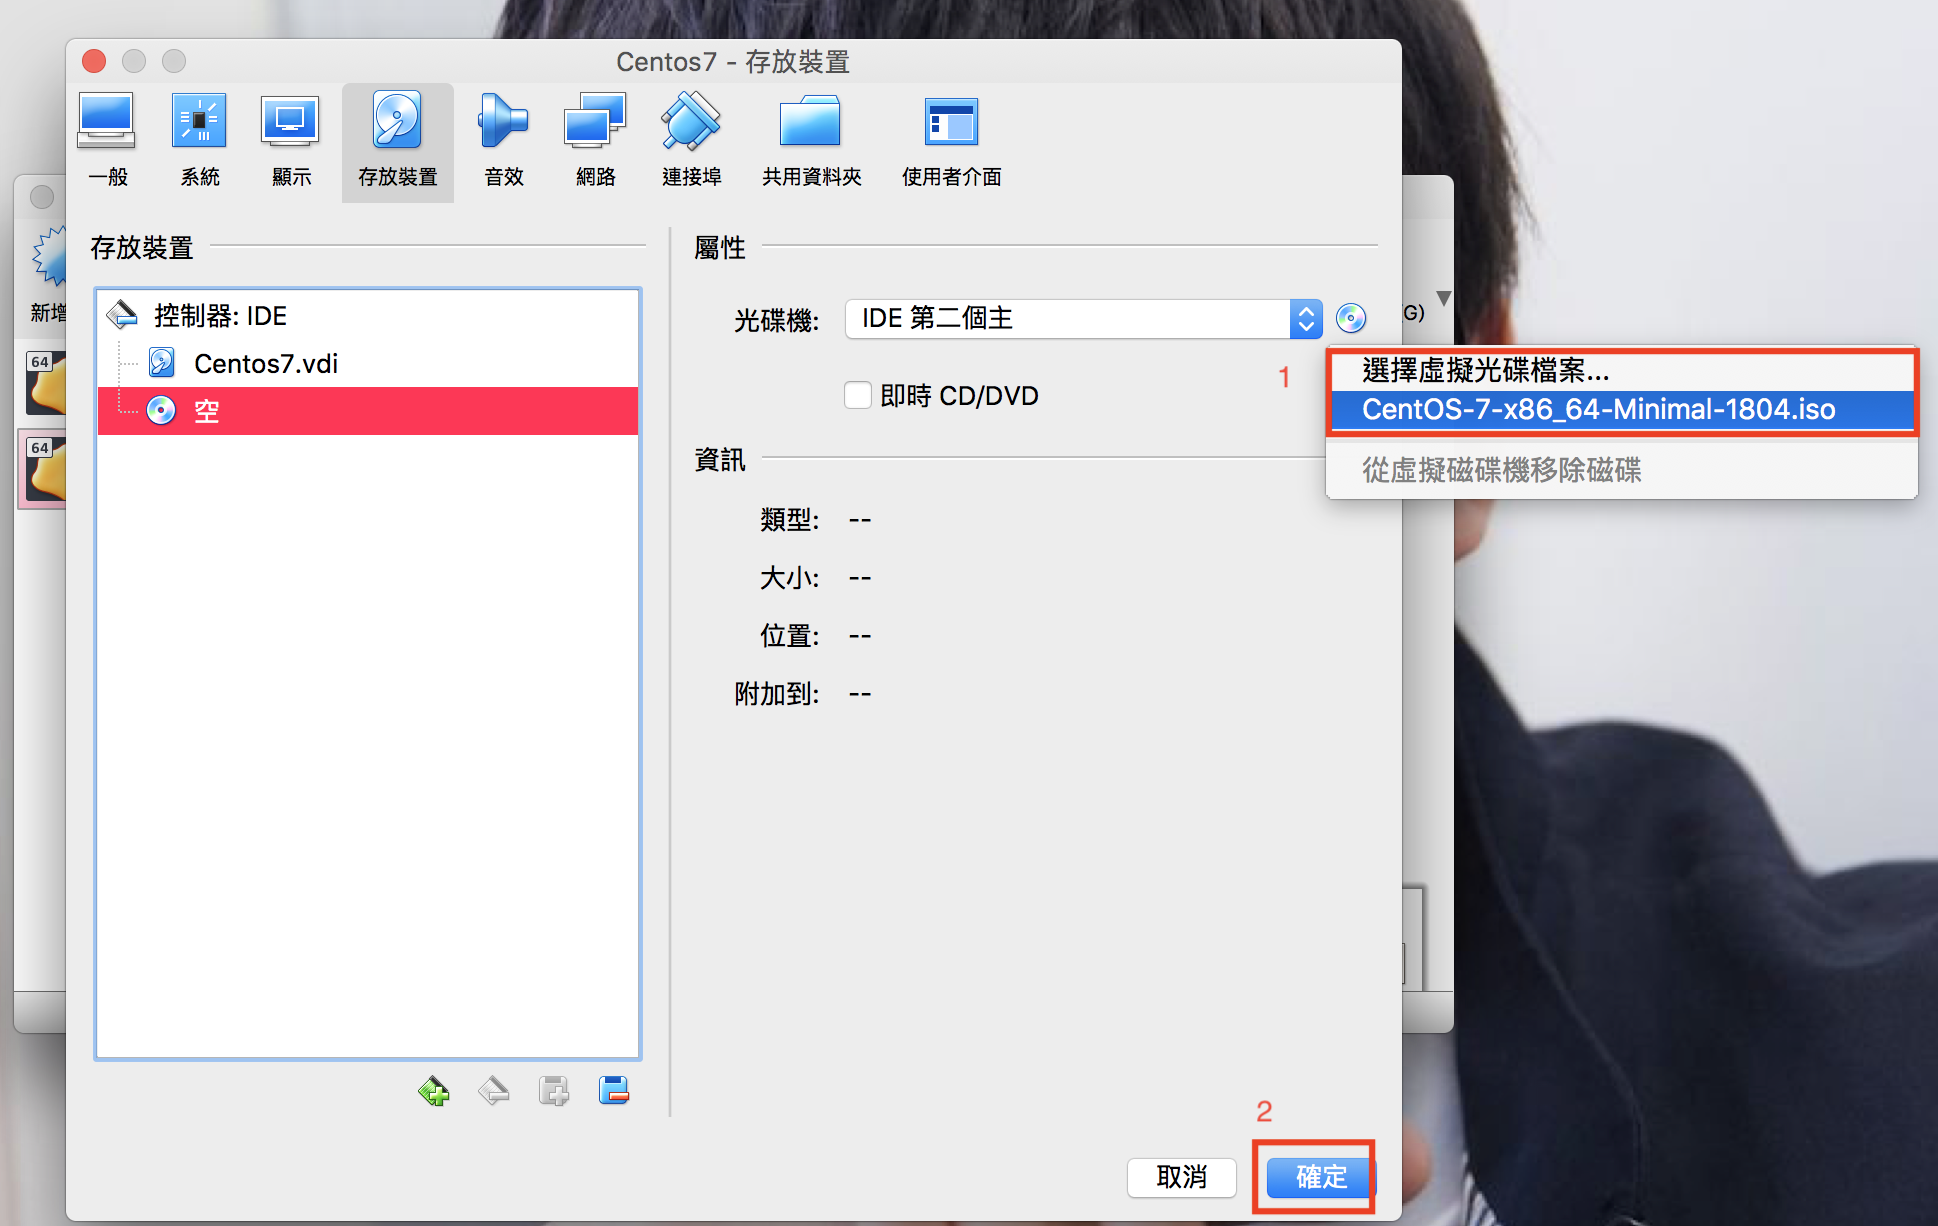 Centos7 - 存放裝置
一般
系統
顯示
存放裝置
音效
網路
連接埠
共用資料夾
使用者介面
新增
64
64
存放裝置
控制器: IDE
Centos7.vdi
空
屬性
光碟機: IDE 第二個主
G)
即時 CD/DVD
1
選擇虛擬光碟檔案...
CentOS-7-x86_64-Minimal-1804.iso
從虛擬磁碟機移除磁碟
資訊
類型: --
大小: --
位置: --
附加到: --
2
取消
確定